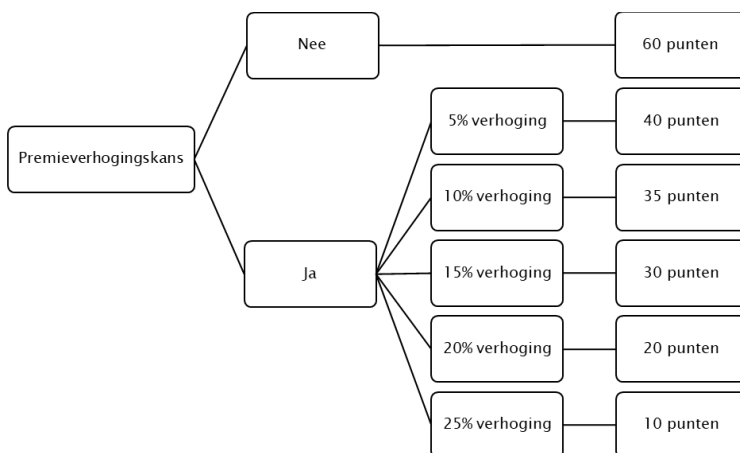 Nee
60 punten
5% verhoging
40 punten
Premieverhogingskans
10% verhoging
35 punten
Ja
15% verhoging
30 punten
20% verhoging
20 punten
25% verhoging
10 punten